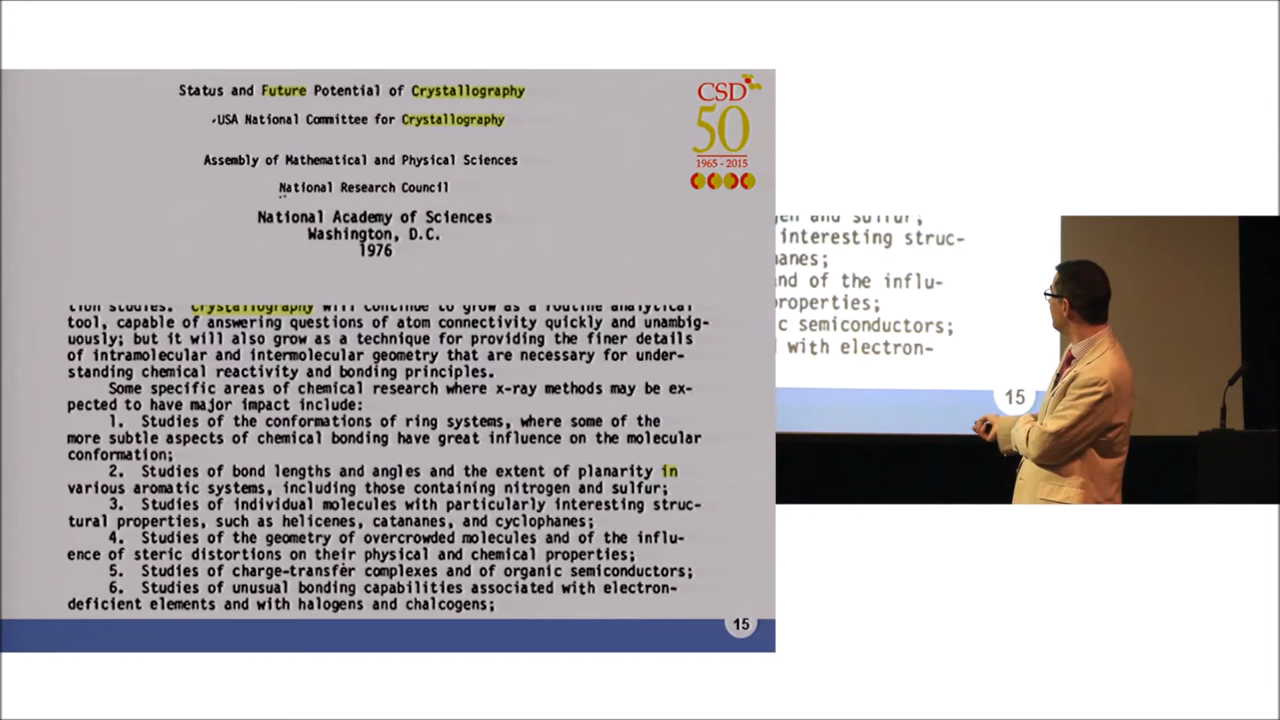 Status and Future Potential of Crystallography
USA National Committee for Crystallography
Assembly of Mathematical and Physical Sciences
National Research Council
National Academy of Sciences
Washington, D.C.
1976
CSD
50
1965 - 2015
tion studies. Crystallography will continue to grow as a routine analytical
tool, capable of answering questions of atom connectivity quickly and unambig-
uously; but it will also grow as a technique for providing the finer details
of intramolecular and intermolecular geometry that are necessary for under-
standing chemical reactivity and bonding principles.
Some specific areas of chemical research where x-ray methods may be ex-
pected to have major impact include:
1. Studies of the conformations of ring systems, where some of the
more subtle aspects of chemical bonding have great influence on the molecular
conformation;
2. Studies of bond lengths and angles and the extent of planarity in
various aromatic systems, including those containing nitrogen and sulfur;
3. Studies of individual molecules with particularly interesting struc-
tural properties, such as helicenes, catananes, and cyclophanes;
4. Studies of the geometry of overcrowded molecules and of the influ-
ence of steric distortions on their physical and chemical properties;
5. Studies of charge-transfer complexes and of organic semiconductors;
6. Studies of unusual bonding capabilities associated with electron-
deficient elements and with halogens and chalcogens;
15
gen and sulfur;
interesting struc-
hanes;
nd of the influ-
properties;
c semiconductors;
with electron-
15